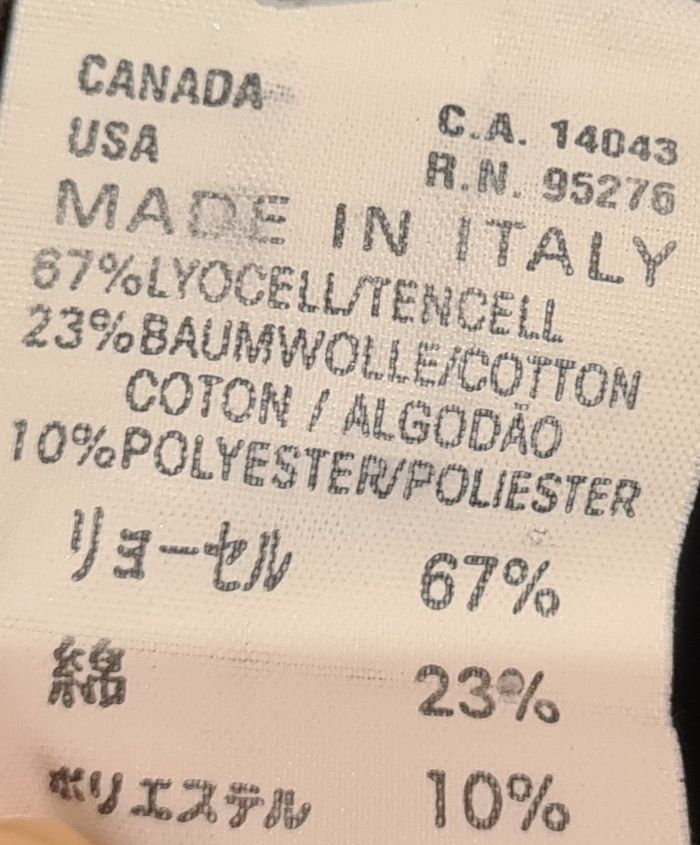 CANADA C.A. 14043
USA R.N. 95276
MADE IN ITALY
67%LYOCELL/TENCELL
23%BAUMWOLLE/COTTON
COTON / ALGODÃO
10%POLYESTER/POLIESTER
リョーセル 67%
綿 23%
ポリエステル 10%